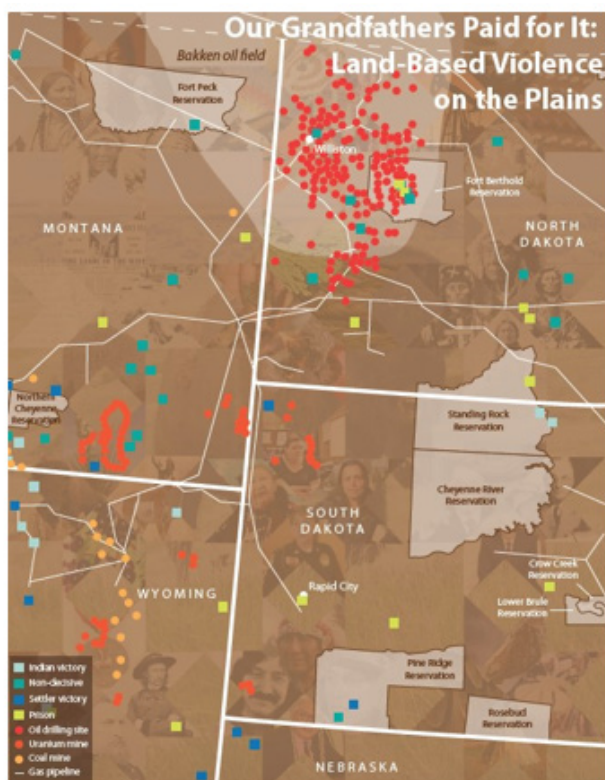 Our Grandfathers Paid for It:
Land-Based Violence
on the Plains
Bakken oil field
Fort Peck
Reservation
Williston
Fort Berthold
Reservation
MONTANA
NORTH
DAKOTA
Northern
Cheyenne
Reservation
Standing Rock
Reservation
Cheyenne River
Reservation
SOUTH
DAKOTA
Crow Creek
Reservation
Lower Brule
Reservation
WYOMING
Rapid City
Pine Ridge
Reservation
Rosebud
Reservation
NEBRASKA
Indian victory
Non-decisive
Settler victory
Prison
Oil drilling site
Uranium mine
Coal mine
Gas pipeline